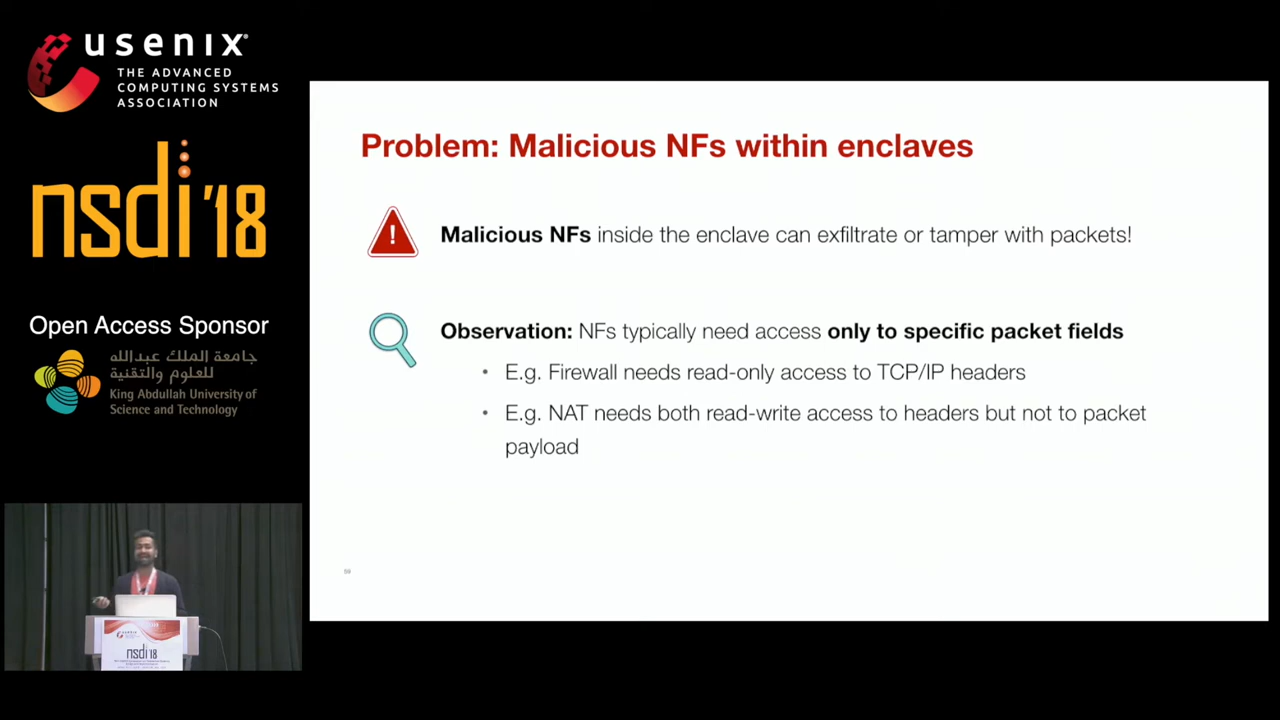 usenix
THE ADVANCED
COMPUTING SYSTEMS
ASSOCIATION
nsdi '18
Open Access Sponsor
جامعة الملك عبدالله
للعلوم والتقنية
King Abdullah University of
Science and Technology
Problem: Malicious NFs within enclaves
!
Malicious NFs inside the enclave can exfiltrate or tamper with packets!
Observation: NFs typically need access only to specific packet fields
• E.g. Firewall needs read-only access to TCP/IP headers
• E.g. NAT needs both read-write access to headers but not to packet
payload
usenix
nsdi '18